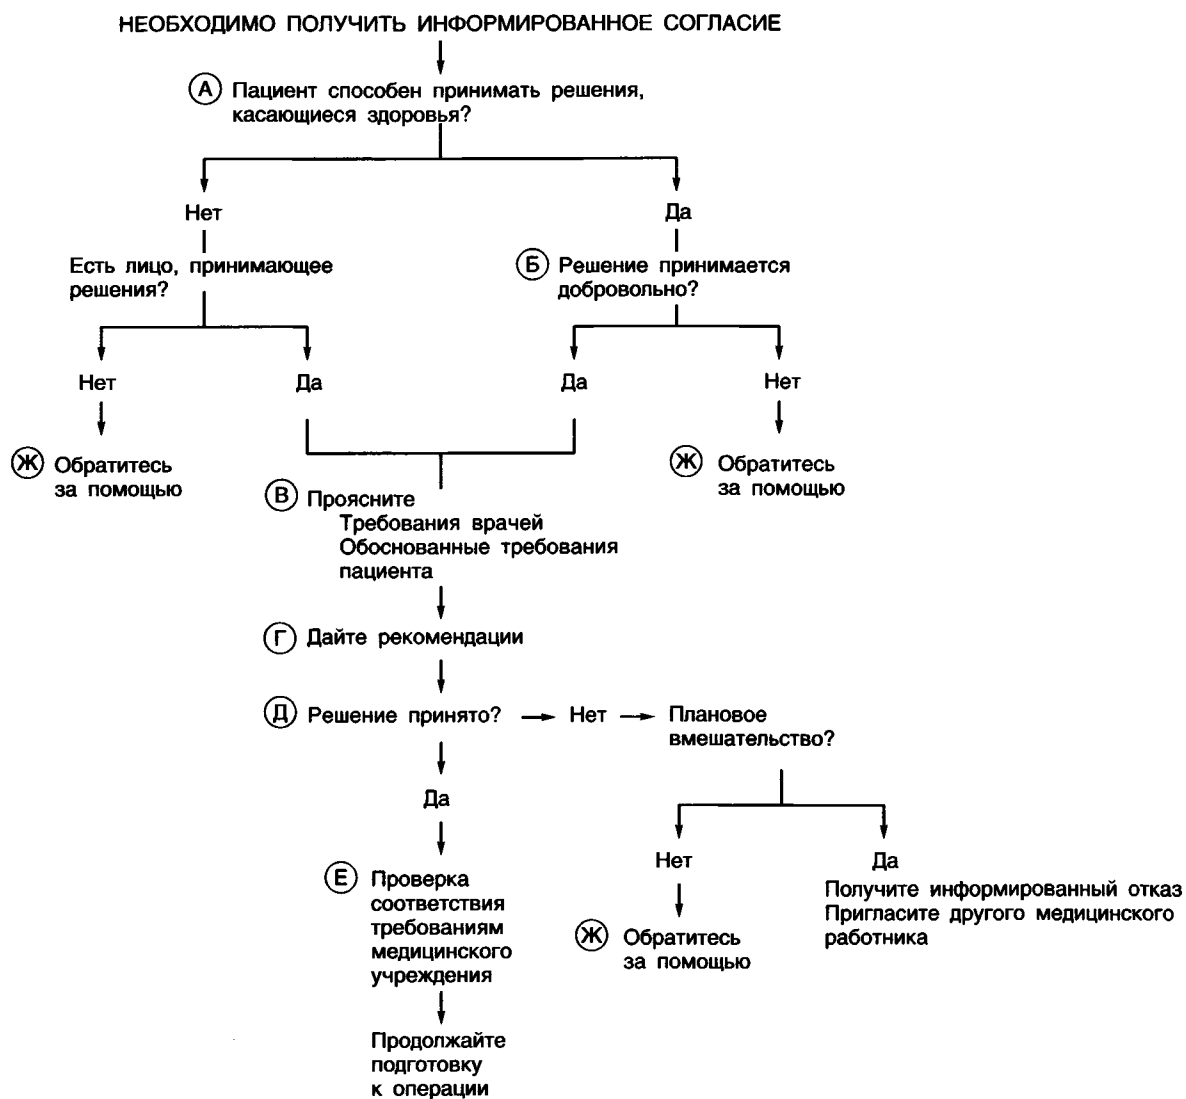 НЕОБХОДИМО ПОЛУЧИТЬ ИНФОРМИРОВАННОЕ СОГЛАСИЕ
А Пациент способен принимать решения,
касающиеся здоровья?
Нет
Да
Есть лицо, принимающее
решения?
Б Решение принимается
добровольно?
Нет
Да
Да
Нет
Ж Обратитесь
за помощью
Ж Обратитесь
за помощью
В Проясните
Требования врачей
Обоснованные требования
пациента
Г Дайте рекомендации
Д Решение принято?
Нет
Плановое
вмешательство?
Да
Нет
Да
Получите информированный отказ
Пригласите другого медицинского
работника
Е Проверка
соответствия
требованиям
медицинского
учреждения
Ж Обратитесь
за помощью
Продолжайте
подготовку
к операции